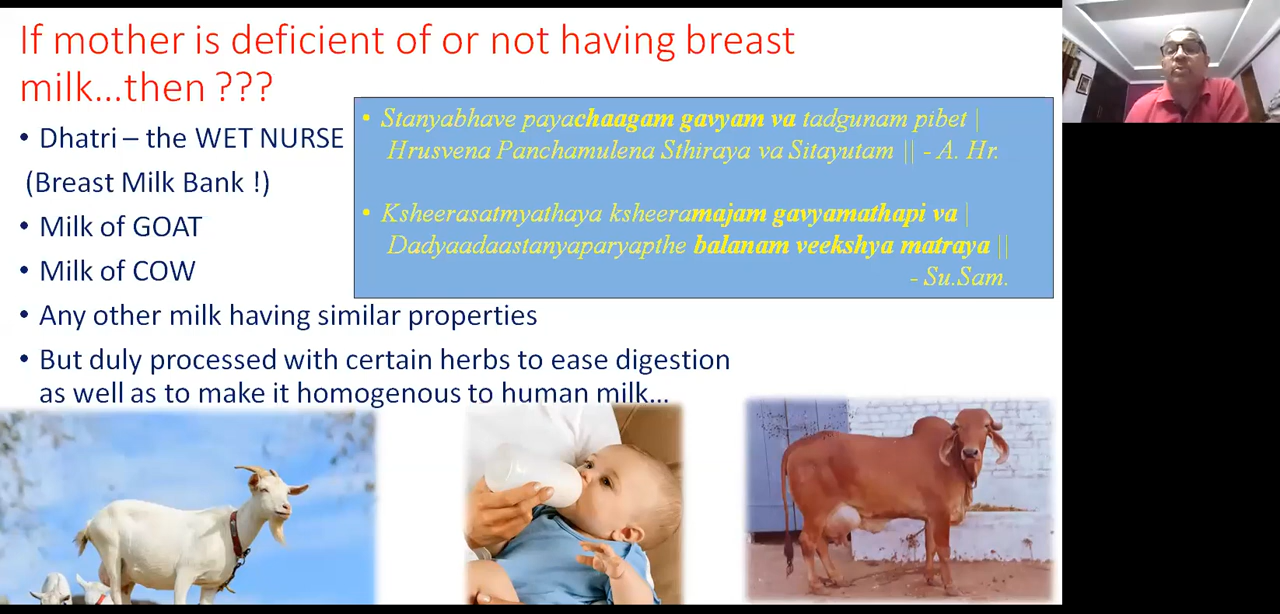 If mother is deficient of or not having breast
milk...then ???
• Dhatri – the WET NURSE
(Breast Milk Bank !)
• Milk of GOAT
• Milk of COW
• Any other milk having similar properties
• But duly processed with certain herbs to ease digestion
as well as to make it homogenous to human milk...
• Stanyabhave payachaagam gavyam va tadgunam pibet |
Hrusvena Panchamulena Sthiraya va Sitayutam || - A. Hr.
• Ksheerasatmyathaya ksheeramajam gavyamathapi va |
Dadyaadaastanyaparyapthe balanam veekshya matraya ||
- Su.Sam.